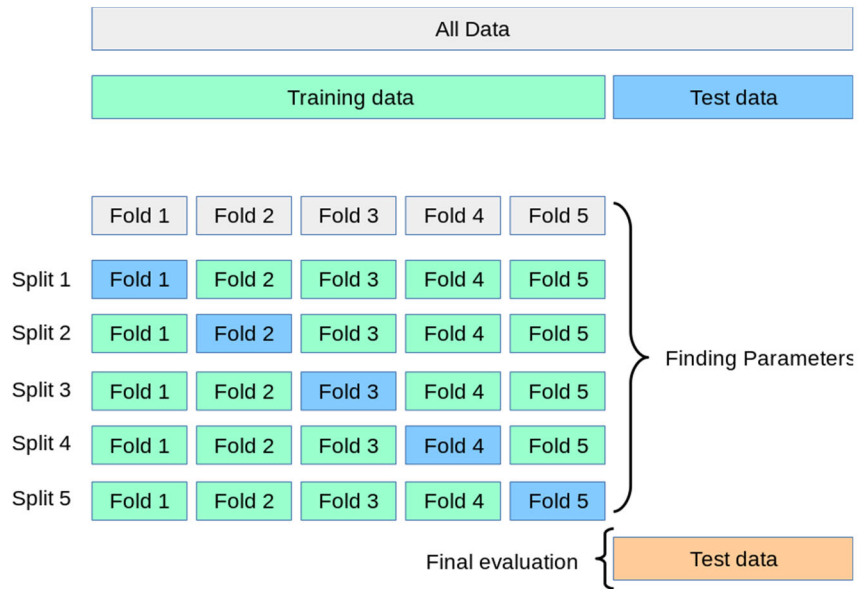 All Data
Training data Test data
Fold 1 Fold 2 Fold 3 Fold 4 Fold 5
Split 1 Fold 1 Fold 2 Fold 3 Fold 4 Fold 5
Split 2 Fold 1 Fold 2 Fold 3 Fold 4 Fold 5
Finding Parameters
Split 3 Fold 1 Fold 2 Fold 3 Fold 4 Fold 5
Split 4 Fold 1 Fold 2 Fold 3 Fold 4 Fold 5
Split 5 Fold 1 Fold 2 Fold 3 Fold 4 Fold 5
Final evaluation Test data